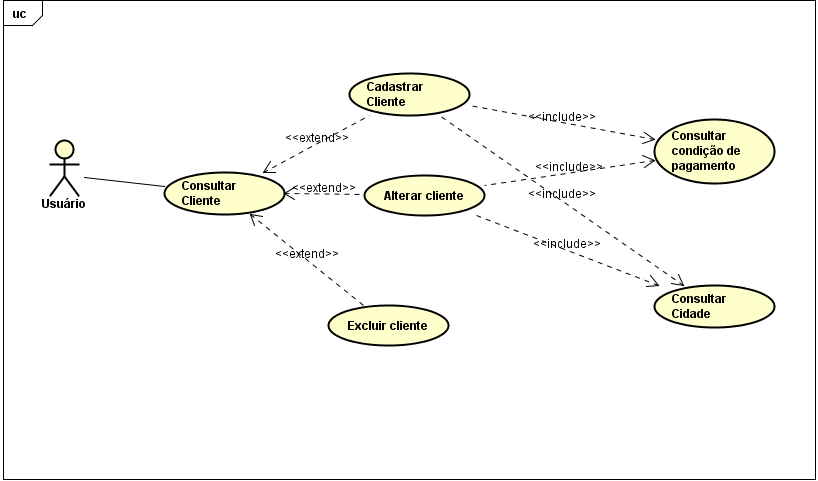 uc
Cadastrar
Cliente
<<include>>
<<extend>>
Consultar
condição de
pagamento
<<include>>
Consultar
Cliente
<<extend>>
Alterar cliente
<<include>>
Usuário
<<include>>
<<extend>>
Consultar
Cidade
Excluir cliente